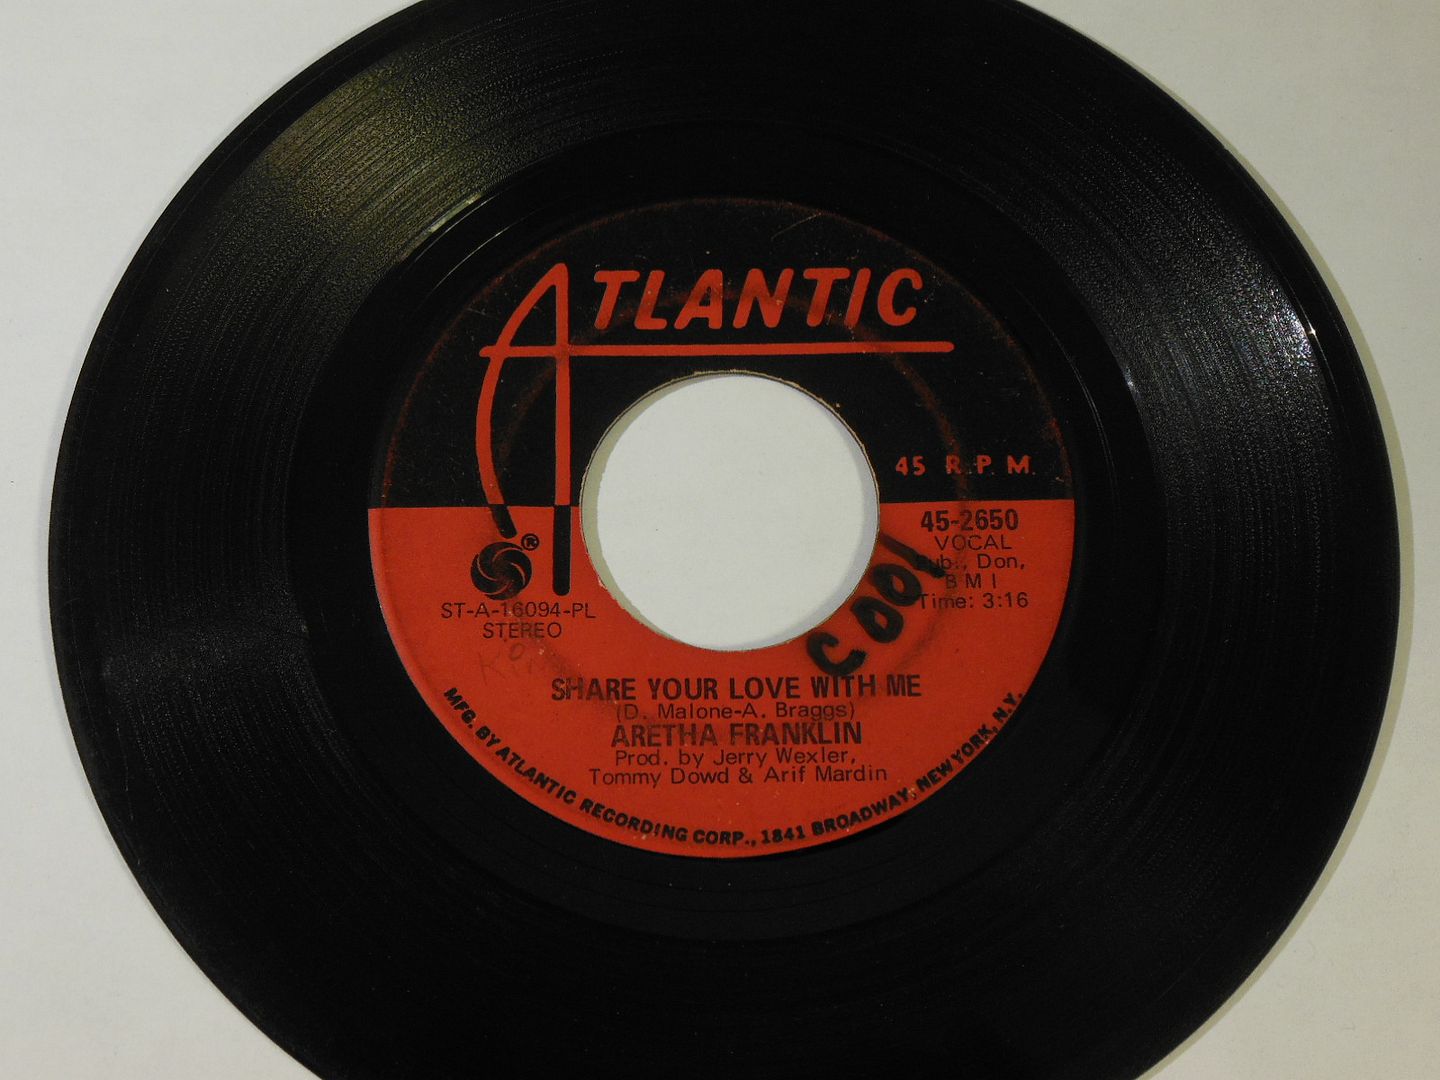 ATLANTIC
45 R.P.M.
45-2650
VOCAL
Pub., Don,
BMI
Time: 3:16
®
ST-A-16094-PL
STEREO
COOL
SHARE YOUR LOVE WITH ME
(D. Malone-A. Braggs)
ARETHA FRANKLIN
Prod. by Jerry Wexler,
Tommy Dowd & Arif Mardin
MFG. BY ATLANTIC RECORDING CORP., 1841 BROADWAY, NEW YORK, N.Y.